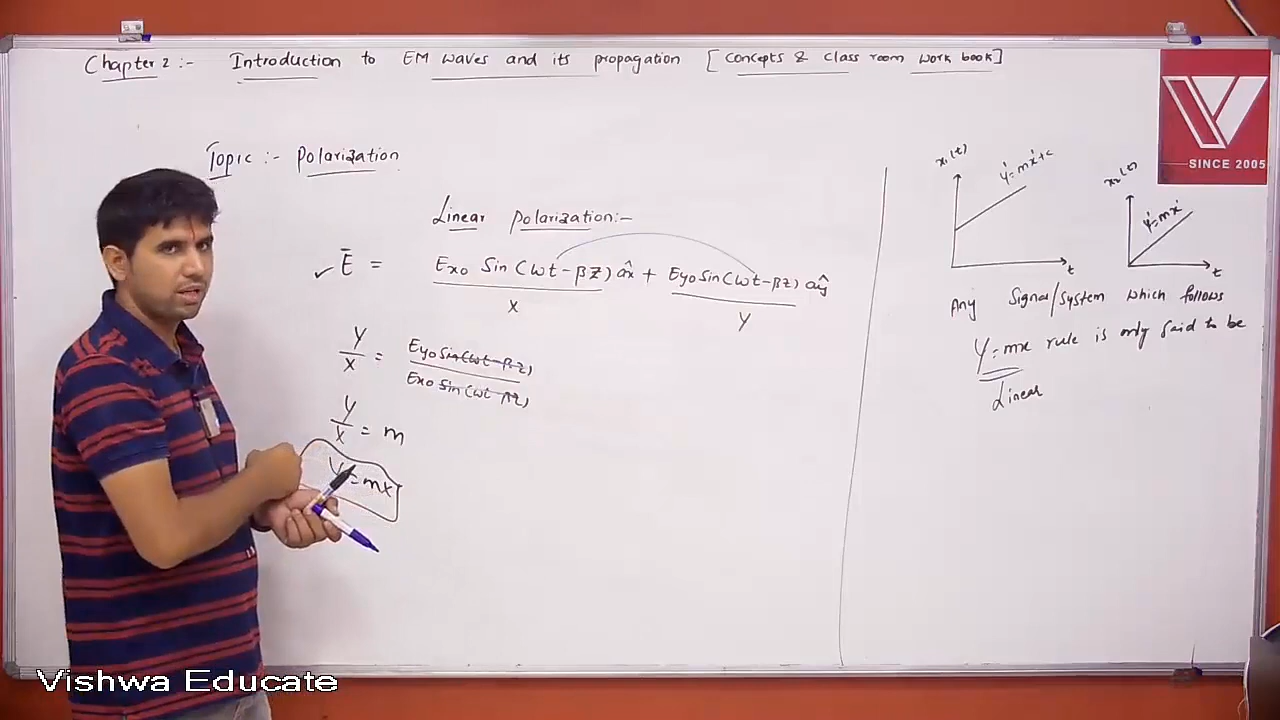 Chapter 2 :- Introduction to EM waves and its propagation [Concepts & Class room work book]
SINCE 2005
Topic :- Polarization
Linear Polarization:-
✓ Ē = Exo Sin (ωt-βz) âx + Eyo Sin (ωt-βz) ây
x
y
y/x = Eyo Sin(ωt-βz) / Exo Sin(ωt-βz)
y/x = m
y = mx
x₁(t)
y'=mx'+c
t
x₂(t)
y'=mx'
t
Any Signal/System which follows
y=mx rule is only said to be
Linear
Vishwa Educate